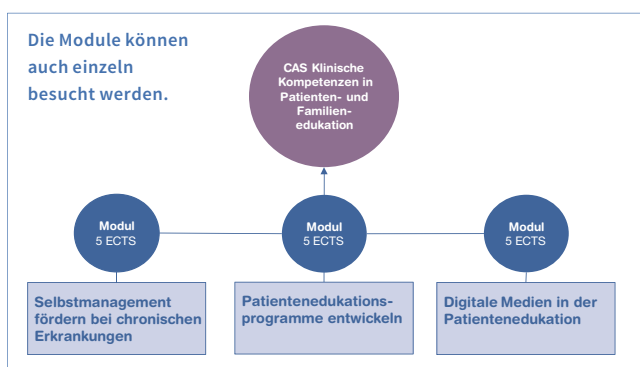 Die Module können
auch einzeln
besucht werden.
CAS Klinische
Kompetenzen in
Patienten- und
Familien-
edukation
Modul
5 ECTS
Modul
5 ECTS
Modul
5 ECTS
Selbstmanagement
fördern bei chronischen
Erkrankungen
Patientenedukations-
programme entwickeln
Digitale Medien in der
Patientenedukation